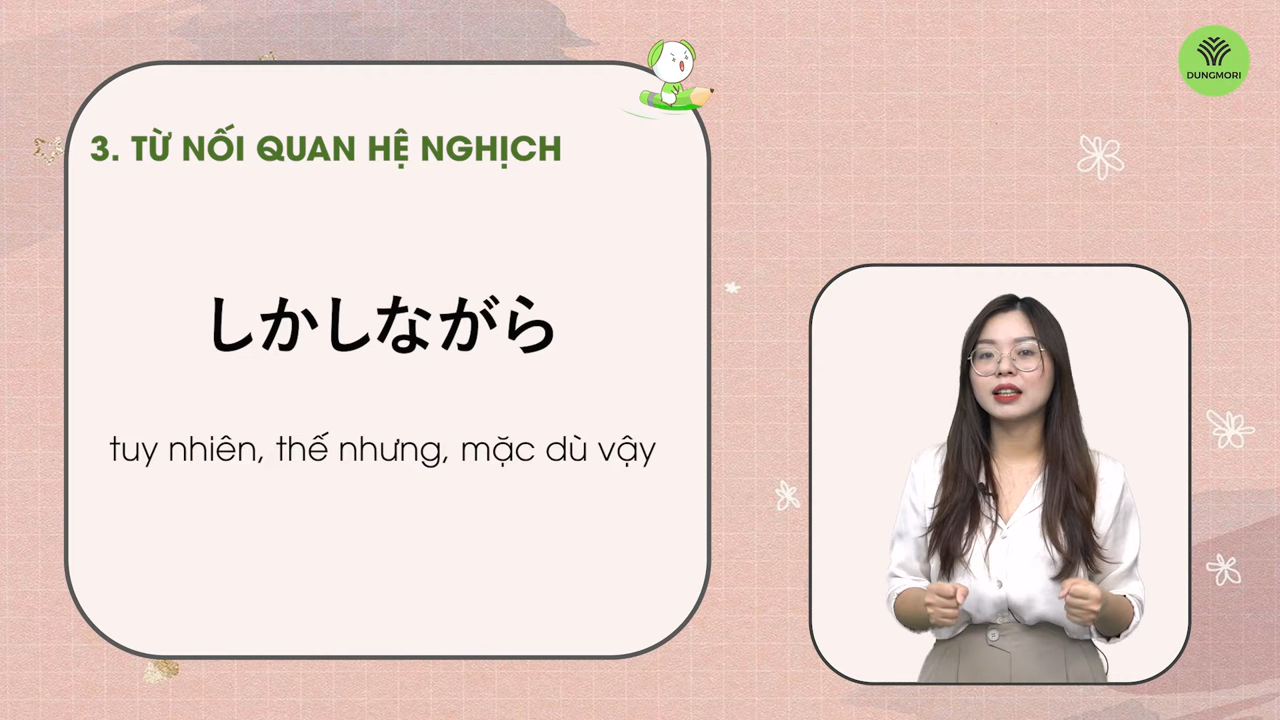 3. TỪ NỐI QUAN HỆ NGHỊCH
しかしながら
tuy nhiên, thế nhưng, mặc dù vậy
DUNGMORI